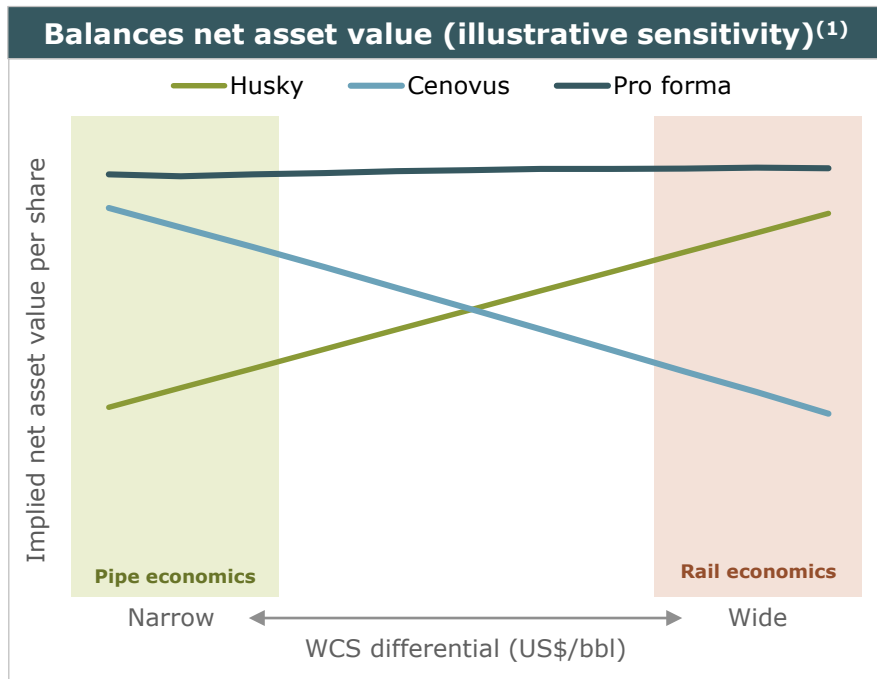 Balances net asset value (illustrative sensitivity)(1)
Husky Cenovus Pro forma
Implied net asset value per share
Pipe economics
Rail economics
Narrow
Wide
WCS differential (US$/bbl)